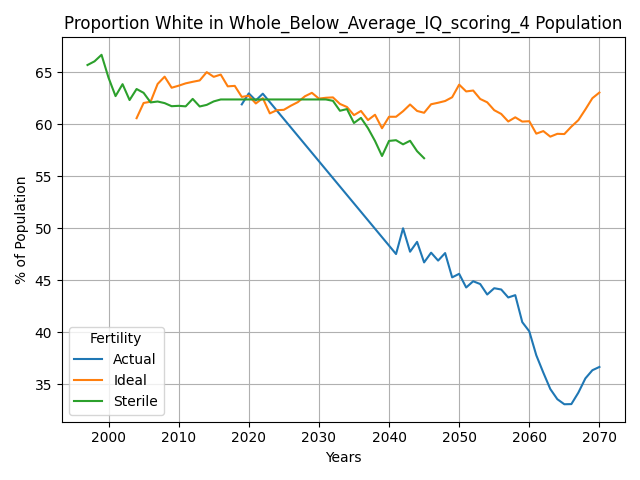 Proportion White in Whole_Below_Average_IQ_scoring_4 Population
% of Population
65
60
55
50
45
40
35
Fertility
Actual
Ideal
Sterile
2000 2010 2020 2030 2040 2050 2060 2070
Years